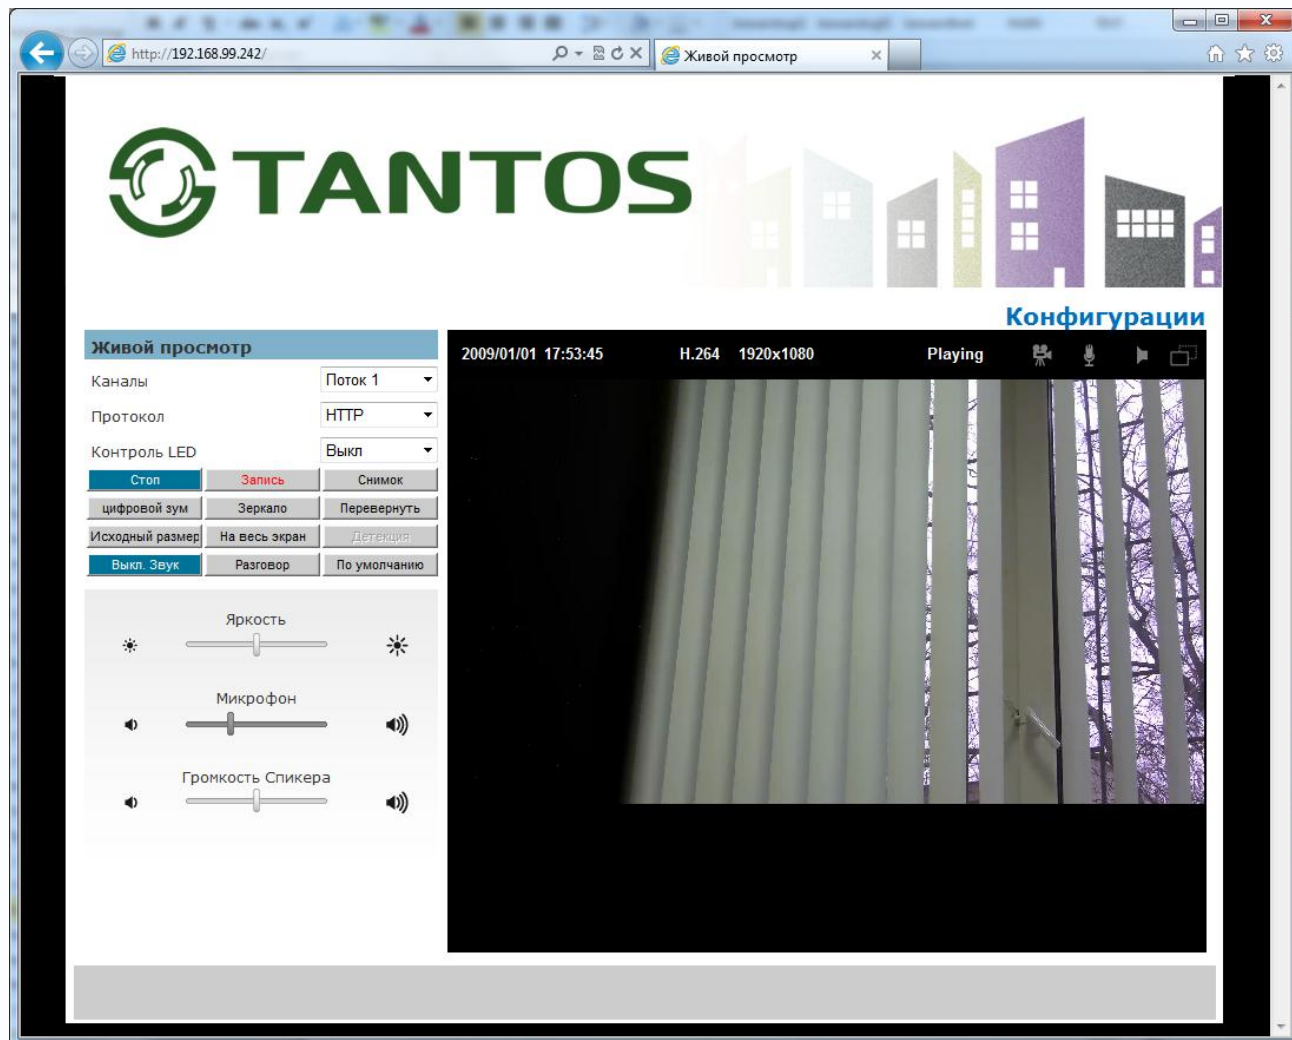 http://192.168.99.242/
Живой просмотр
TANTOS
Конфигурации
Живой просмотр
Каналы Поток 1
Протокол HTTP
Контроль LED Выкл
Стоп Запись Снимок
цифровой зум Зеркало Перевернуть
Исходный размер На весь экран Детекция
Выкл. Звук Разговор По умолчанию
Яркость
Микрофон
Громкость Спикера
2009/01/01 17:53:45 H.264 1920x1080 Playing